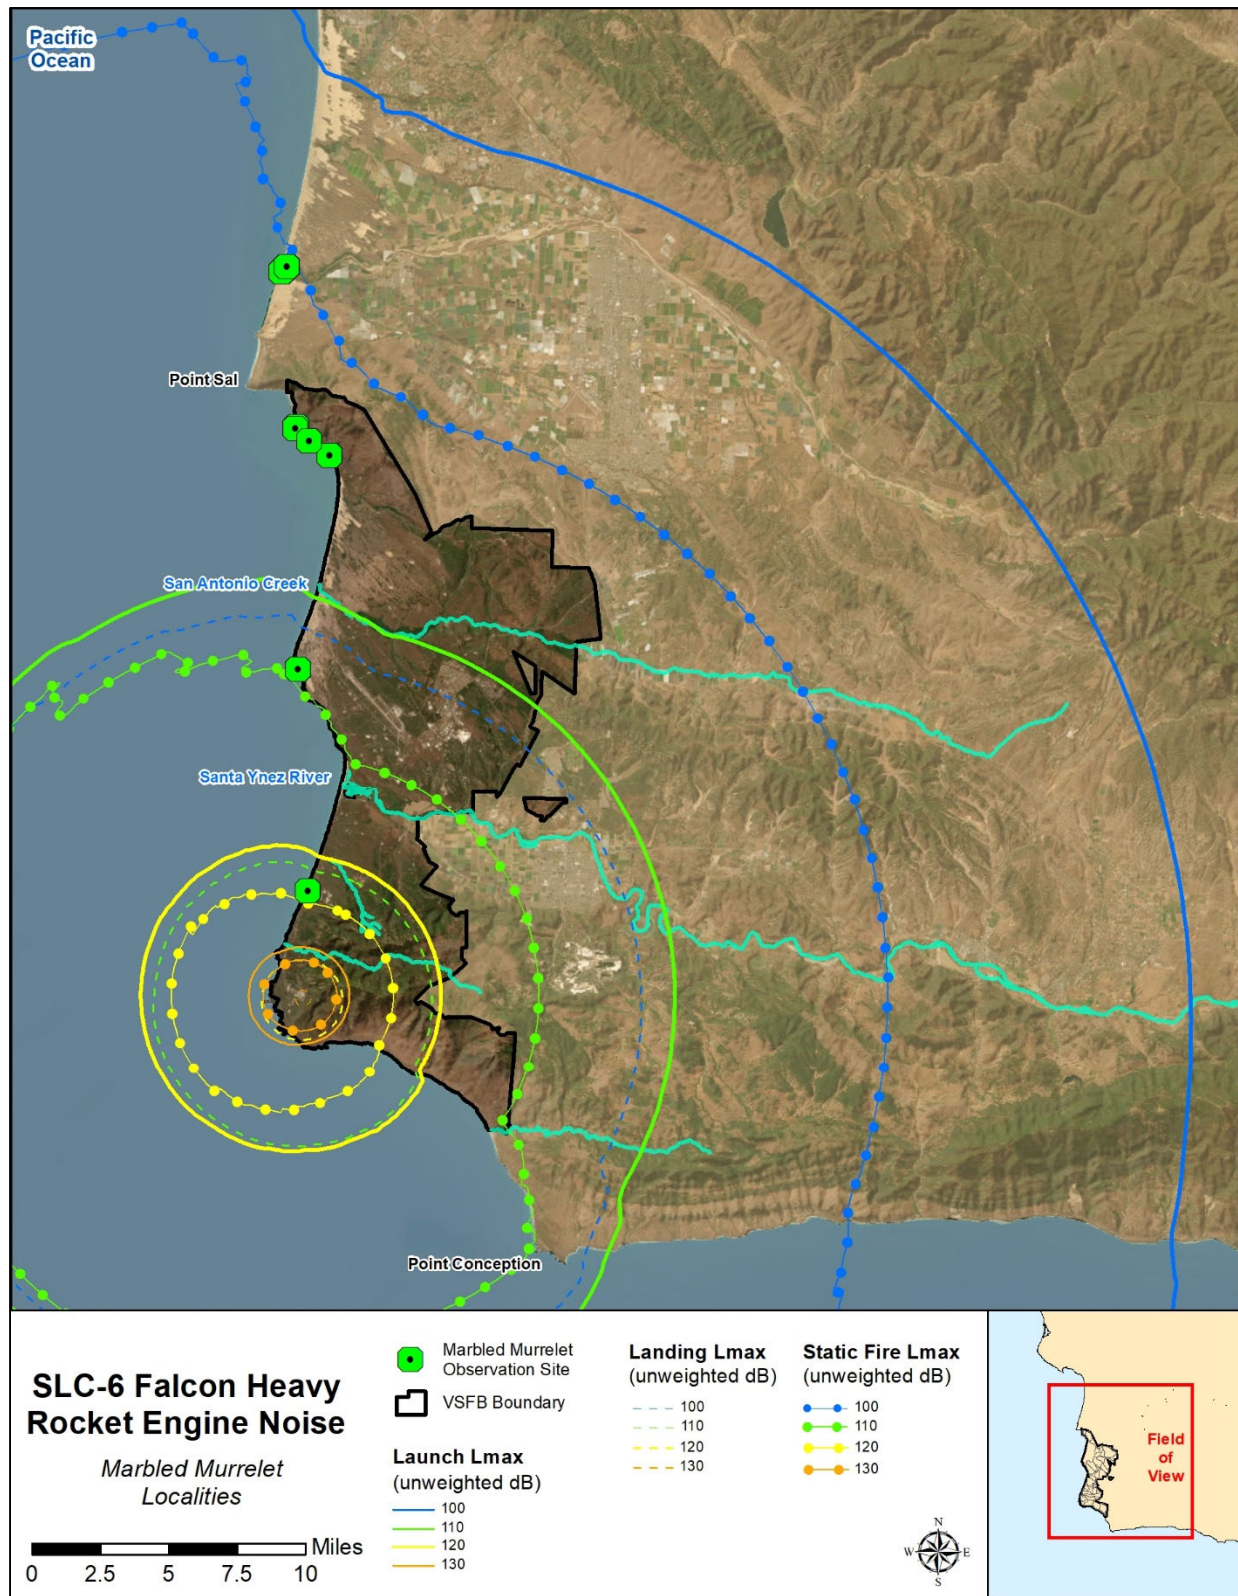 Pacific
Ocean
Point Sal
San Antonio Creek
Santa Ynez River
Point Conception
SLC-6 Falcon Heavy
Rocket Engine Noise
Marbled Murrelet
Localities
Miles
0 2.5 5 7.5 10
Marbled Murrelet
Observation Site
VSFB Boundary
Launch Lmax
(unweighted dB)
100
110
120
130
Landing Lmax
(unweighted dB)
100
110
120
130
Static Fire Lmax
(unweighted dB)
100
110
120
130
N
W E
S
Field
of
View